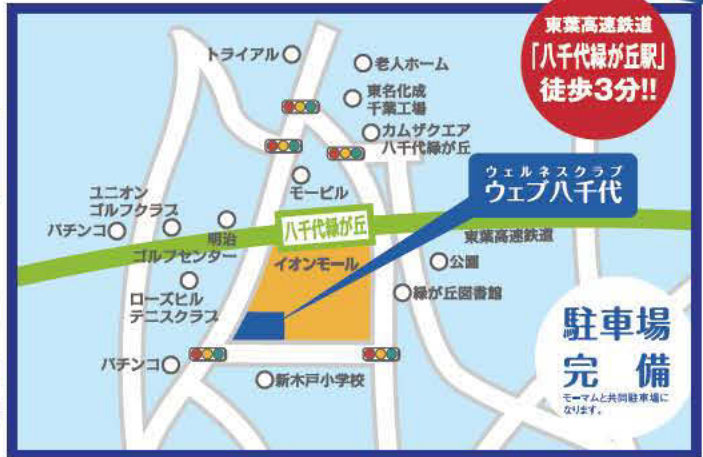 東葉高速鉄道
「八千代緑が丘駅」
徒歩3分!!
トライアル
老人ホーム
東名化成
千葉工場
カムザクエア
八千代緑が丘
モービル
ウェルネスクラブ
ウェブ八千代
ユニオン
ゴルフクラブ
パチンコ
明治
ゴルフセンター
八千代緑が丘
東葉高速鉄道
イオンモール
公園
ローズヒル
テニスクラブ
緑が丘図書館
パチンコ
新木戸小学校
駐車場
完備
モーマムと共同駐車場に
なります。